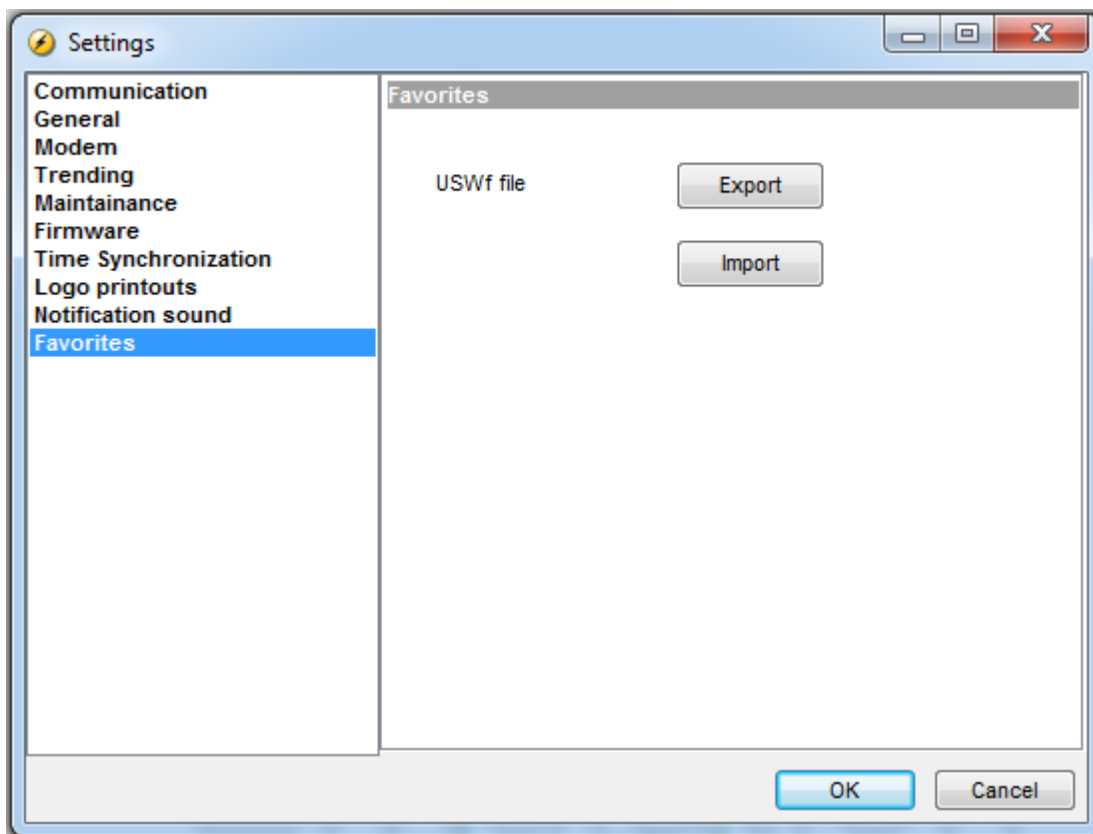 Settings
Communication
General
Modem
Trending
Maintainance
Firmware
Time Synchronization
Logo printouts
Notification sound
Favorites
Favorites
USWf file
Export
Import
OK
Cancel